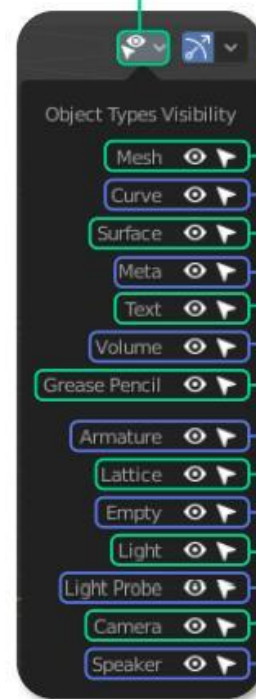 Object Types Visibility
Mesh
Curve
Surface
Meta
Text
Volume
Grease Pencil
Armature
Lattice
Empty
Light
Light Probe
Camera
Speaker